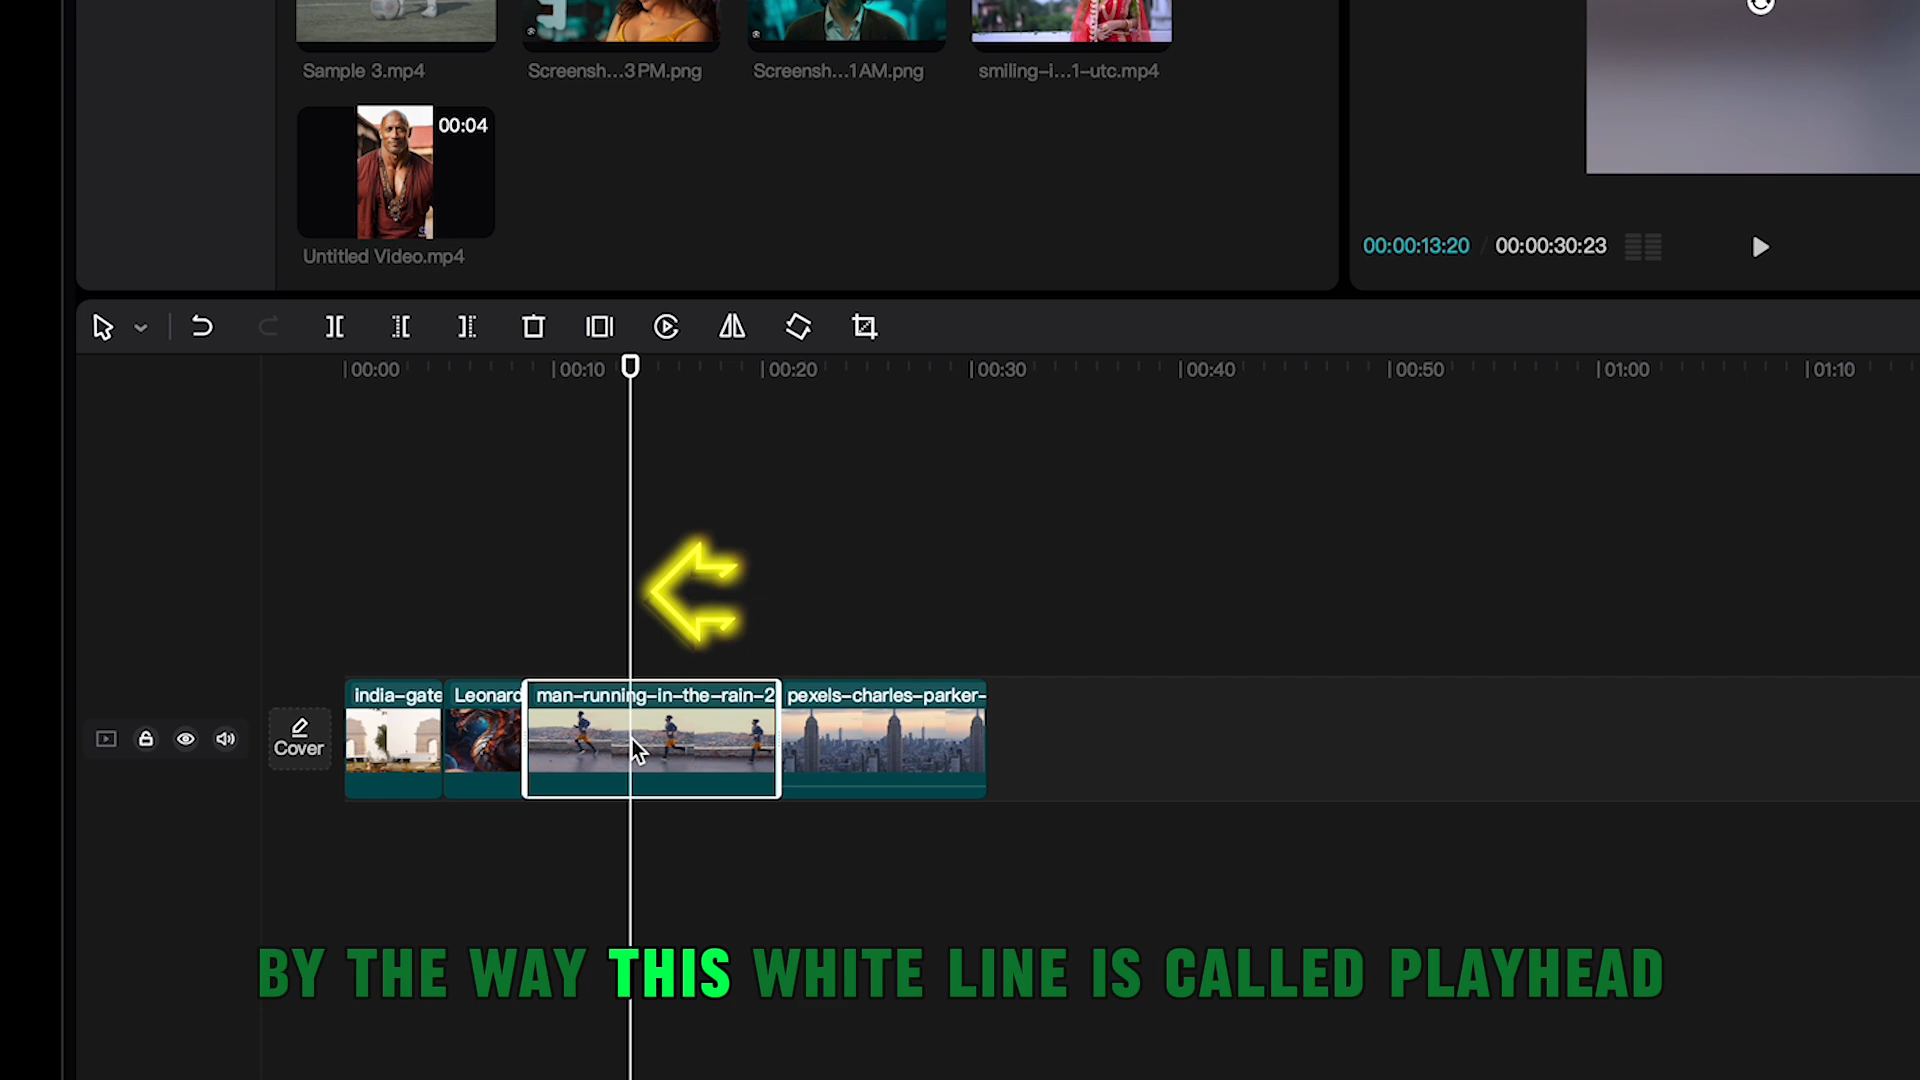 Sample 3.mp4
Screensh...3PM.png
Screensh...1AM.png
smiling-i...1-utc.mp4
00:04
Untitled Video.mp4
00:00:13:20 / 00:00:30:23
00:00 00:10 00:20 00:30 00:40 00:50 01:00 01:10
india-gate
Leonard
man-running-in-the-rain-2
pexels-charles-parker-
Cover
BY THE WAY THIS WHITE LINE IS CALLED PLAYHEAD